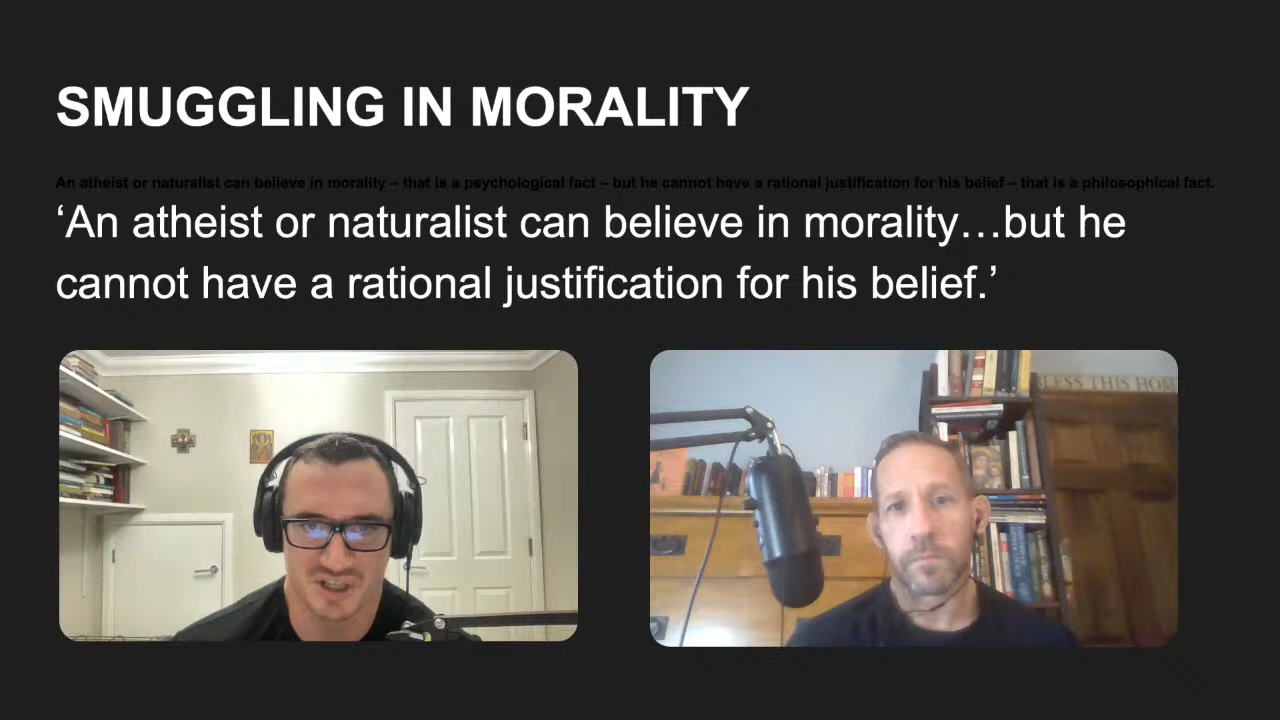 SMUGGLING IN MORALITY
An atheist or naturalist can believe in morality – that is a psychological fact – but he cannot have a rational justification for his belief – that is a philosophical fact.
‘An atheist or naturalist can believe in morality…but he
cannot have a rational justification for his belief.’
BLESS THIS